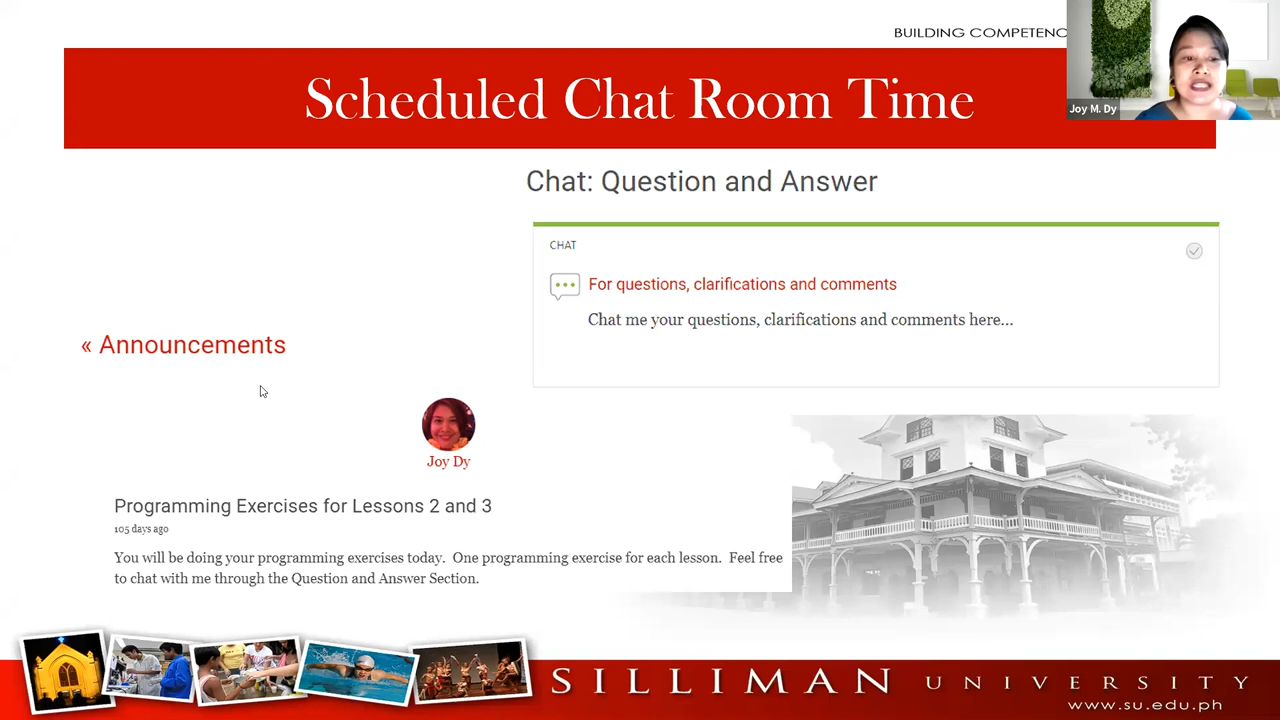 BUILDING COMPETENC
Scheduled Chat Room Time
Joy M. Dy
Chat: Question and Answer
CHAT
For questions, clarifications and comments
Chat me your questions, clarifications and comments here...
« Announcements
Joy Dy
Programming Exercises for Lessons 2 and 3
105 days ago
You will be doing your programming exercises today. One programming exercise for each lesson. Feel free
to chat with me through the Question and Answer Section.
SILLIMAN UNIVERSITY
www.su.edu.ph